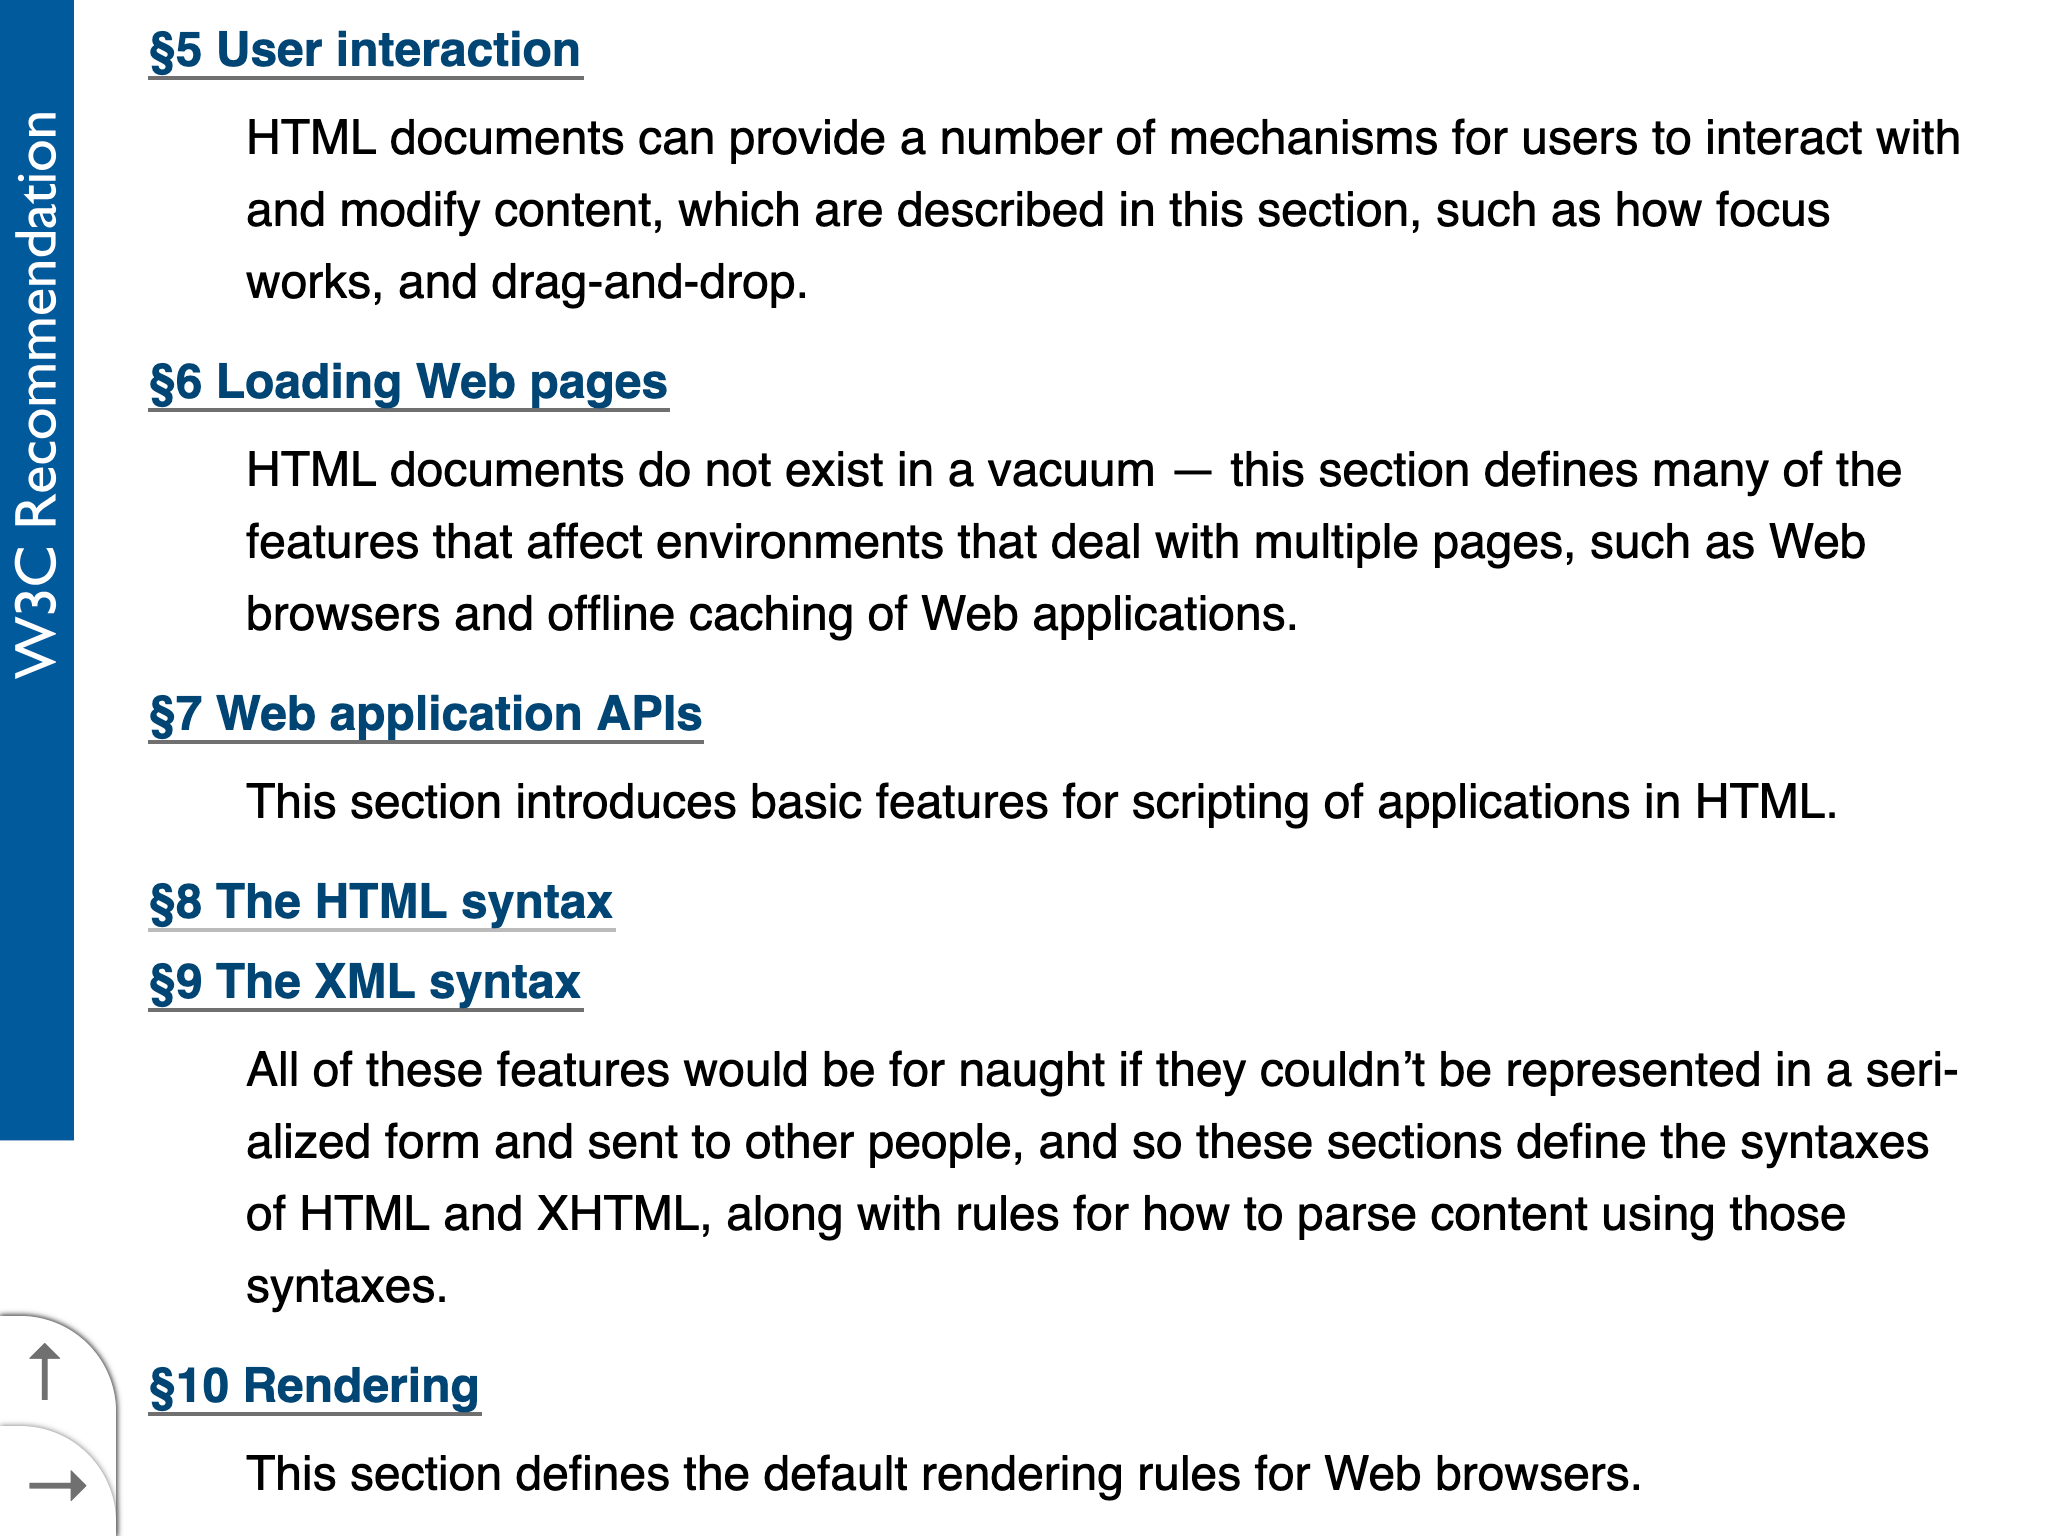 W3C Recommendation
§5 User interaction
HTML documents can provide a number of mechanisms for users to interact with
and modify content, which are described in this section, such as how focus
works, and drag-and-drop.
§6 Loading Web pages
HTML documents do not exist in a vacuum — this section defines many of the
features that affect environments that deal with multiple pages, such as Web
browsers and offline caching of Web applications.
§7 Web application APIs
This section introduces basic features for scripting of applications in HTML.
§8 The HTML syntax
§9 The XML syntax
All of these features would be for naught if they couldn’t be represented in a seri-
alized form and sent to other people, and so these sections define the syntaxes
of HTML and XHTML, along with rules for how to parse content using those
syntaxes.
§10 Rendering
This section defines the default rendering rules for Web browsers.
↑
→